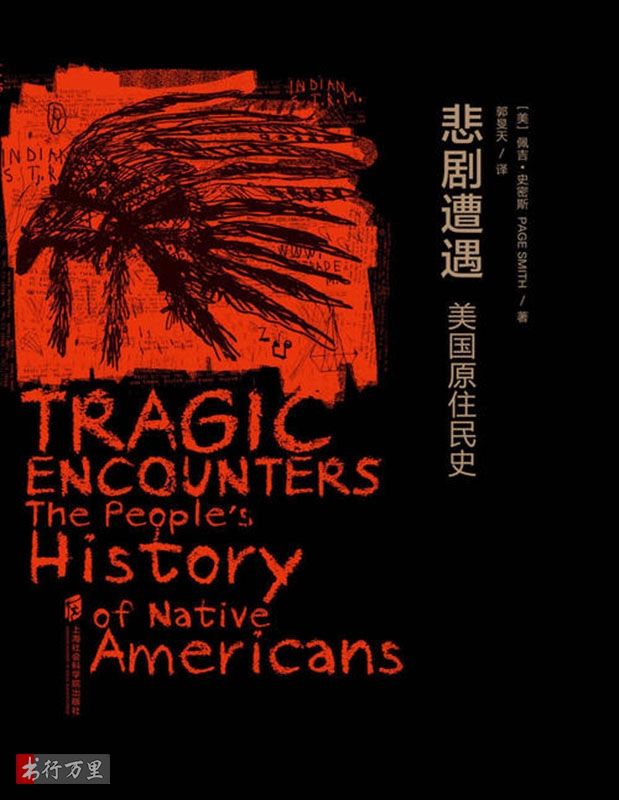 INDIAN
S.T.R.M.
INDIAN
S T.R
WWW.
悲剧遭遇
美国原住民史
[美] 佩吉·史密斯 PAGE SMITH / 著
郭旻天 / 译
TRAGIC
ENCOUNTERS
The People's
History
of Native
Americans
上海社会科学院出版社
书行万里